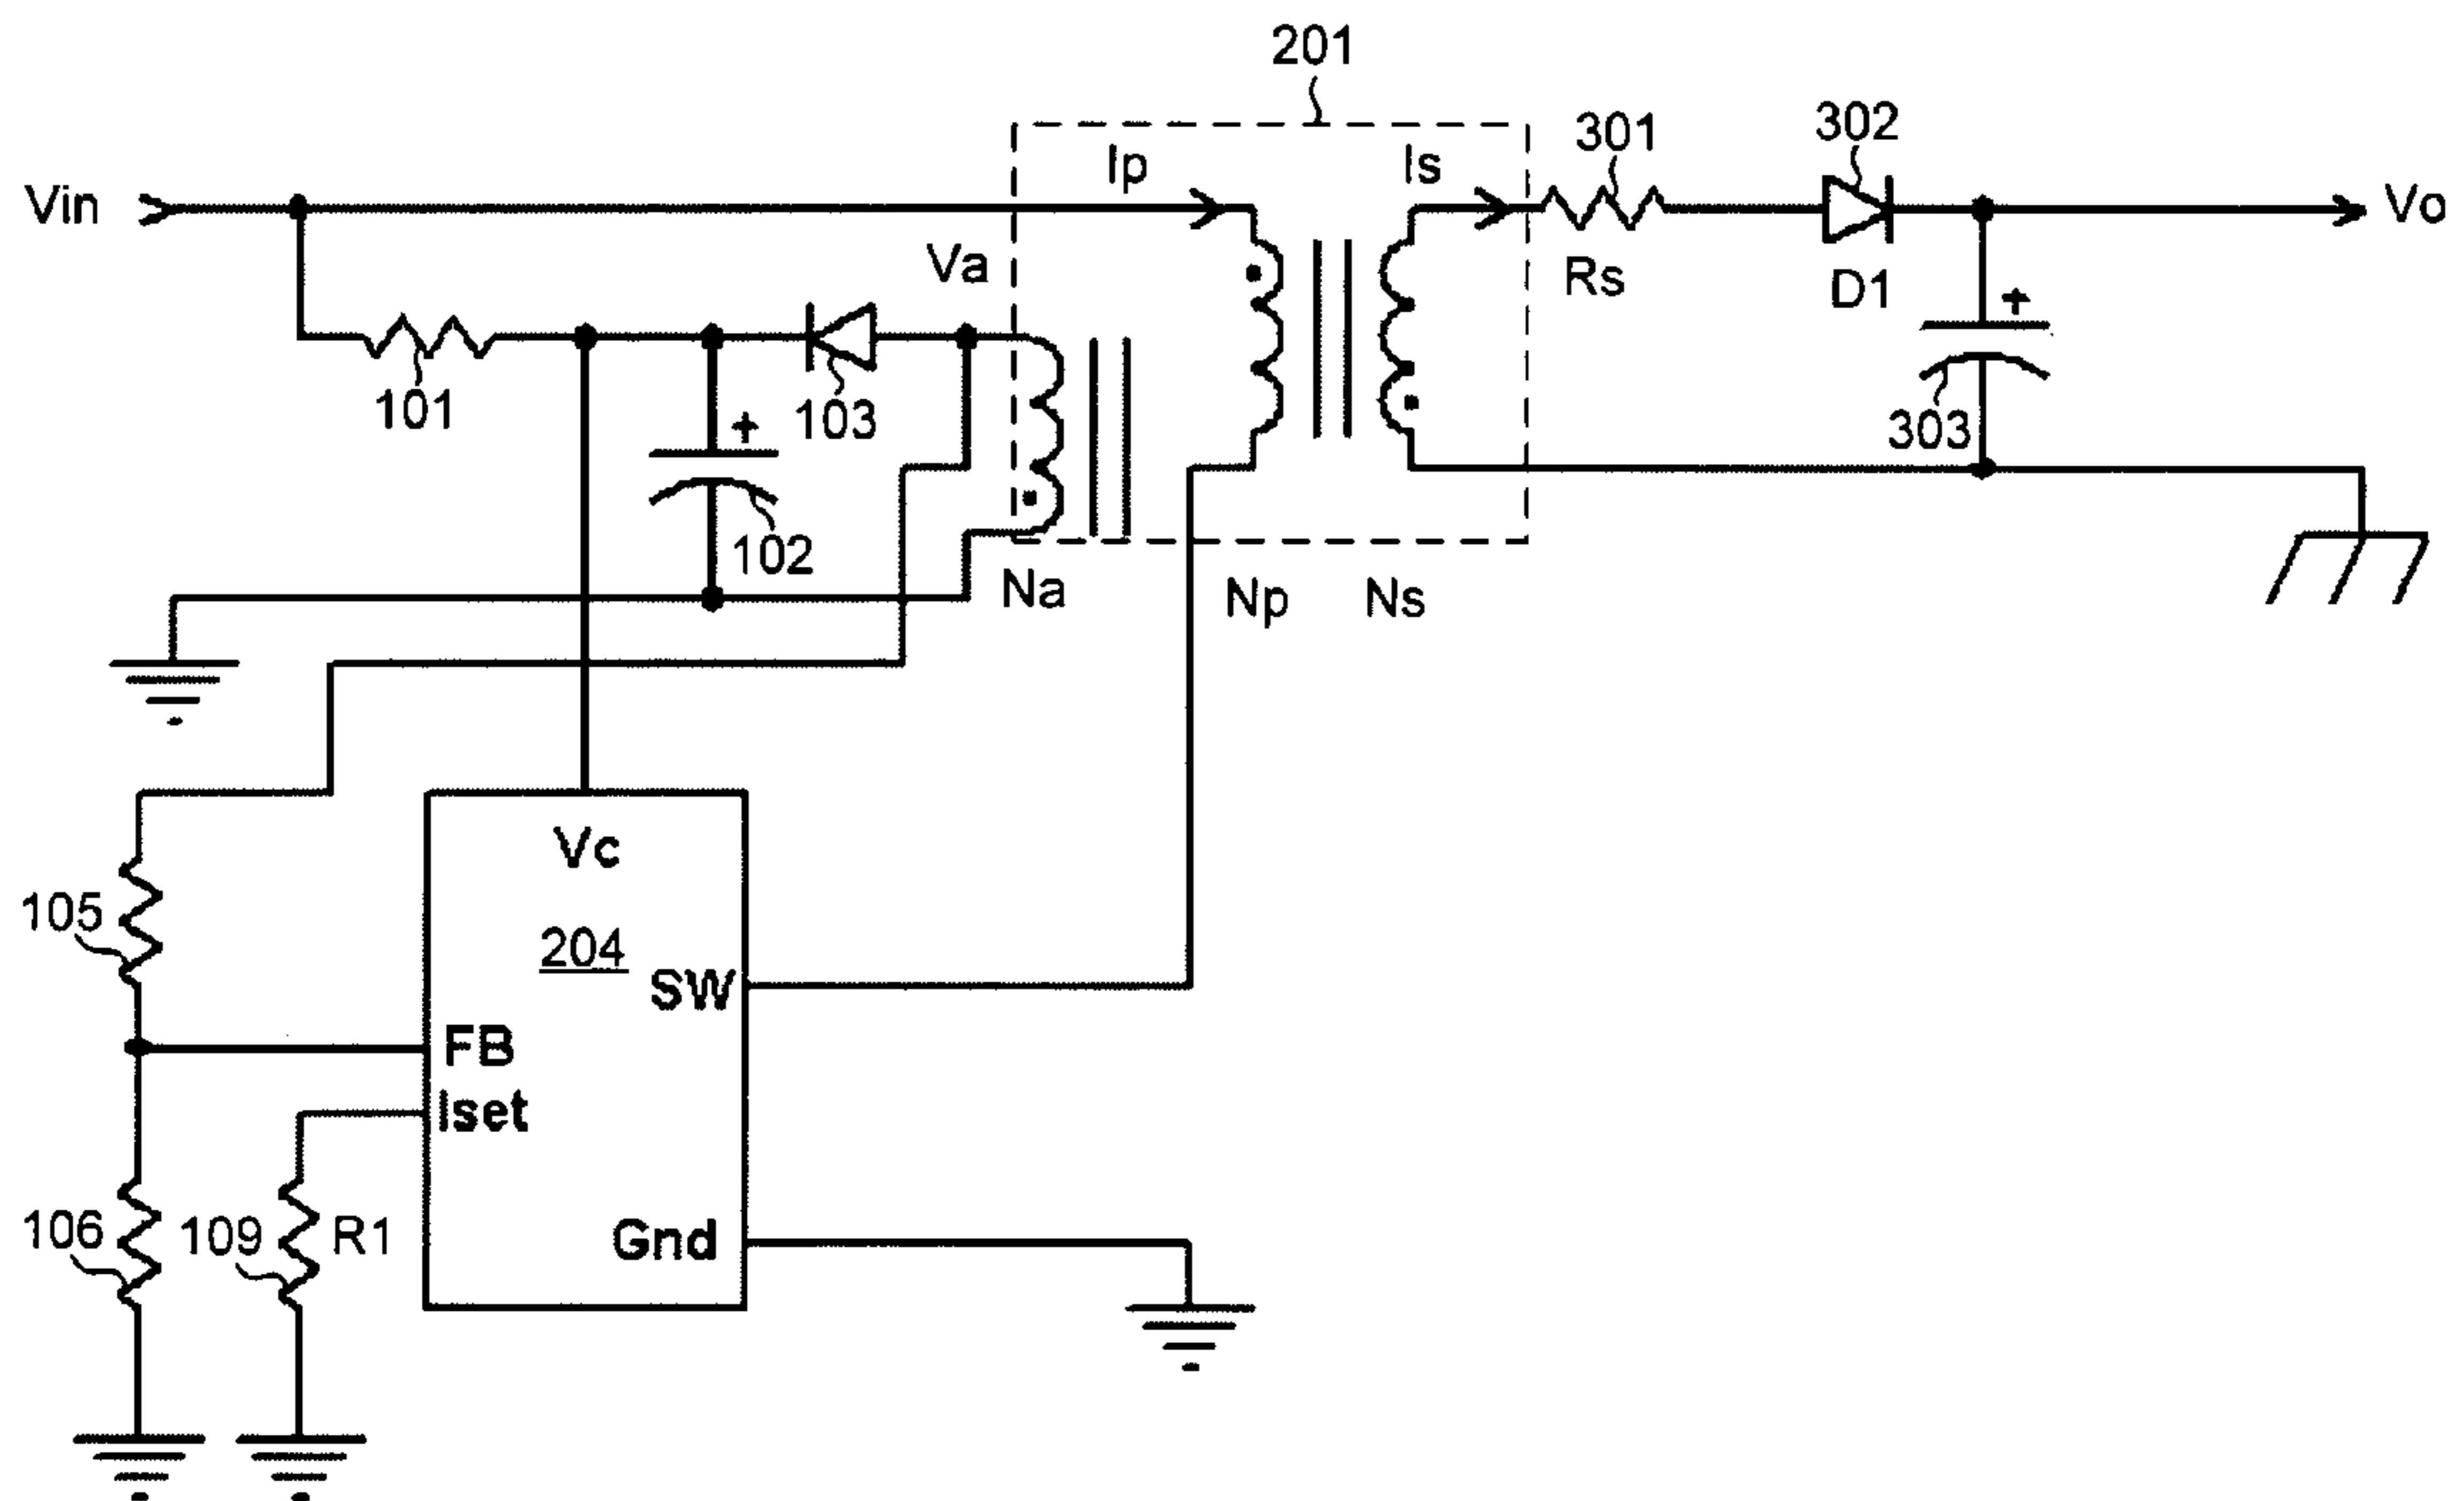 201
301
302
Ip
Is
Vin
Vo
Va
Rs
D1
101
103
303
102
Na
Np
Ns
Vc
105
204
SW
FB
Iset
106
109
R1
Gnd
+
+